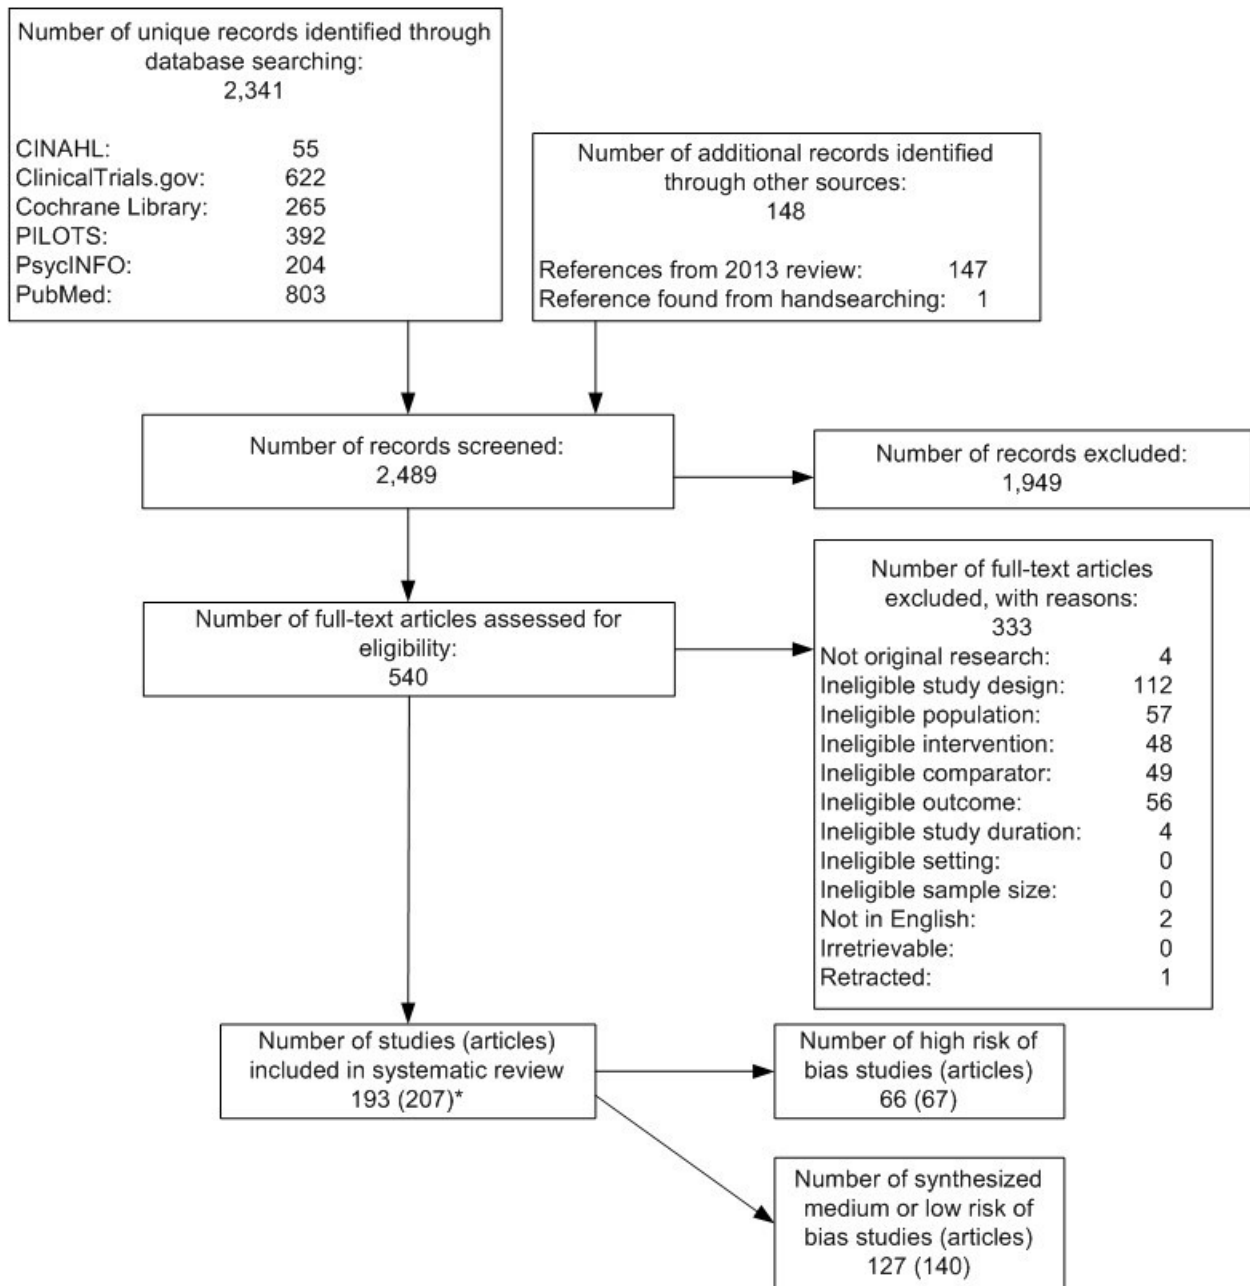 Number of unique records identified through
database searching:
2,341
CINAHL: 55
ClinicalTrials.gov: 622
Cochrane Library: 265
PILOTS: 392
PsycINFO: 204
PubMed: 803
Number of additional records identified
through other sources:
148
References from 2013 review: 147
Reference found from handsearching: 1
Number of records screened:
2,489
Number of records excluded:
1,949
Number of full-text articles assessed for
eligibility:
540
Number of full-text articles
excluded, with reasons:
333
Not original research: 4
Ineligible study design: 112
Ineligible population: 57
Ineligible intervention: 48
Ineligible comparator: 49
Ineligible outcome: 56
Ineligible study duration: 4
Ineligible setting: 0
Ineligible sample size: 0
Not in English: 2
Irretrievable: 0
Retracted: 1
Number of studies (articles)
included in systematic review
193 (207)*
Number of high risk of
bias studies (articles)
66 (67)
Number of synthesized
medium or low risk of
bias studies (articles)
127 (140)